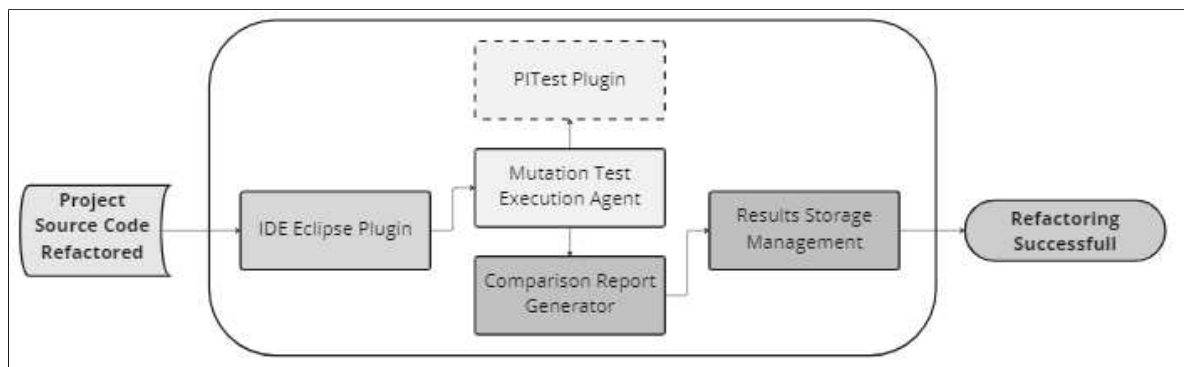 Project
Source Code
Refactored
IDE Eclipse Plugin
PITest Plugin
Mutation Test
Execution Agent
Comparison Report
Generator
Results Storage
Management
Refactoring
Successfull